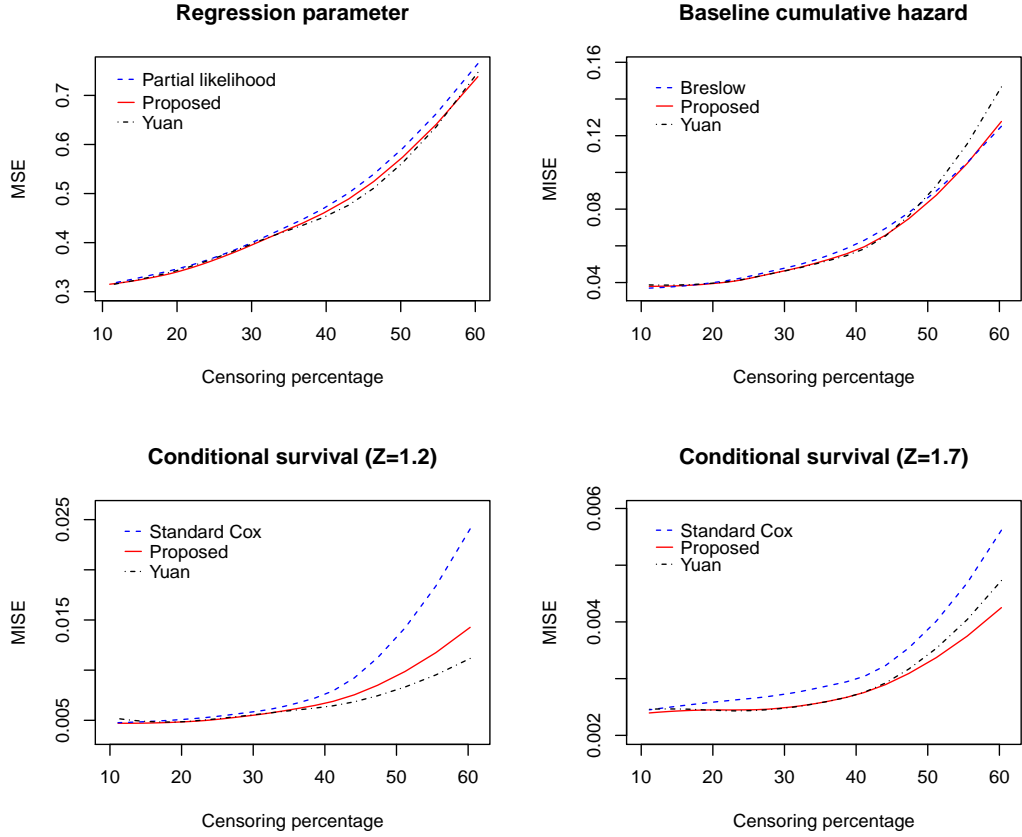 Regression parameter
Partial likelihood
Proposed
Yuan
MSE
0.3
0.4
0.5
0.6
0.7
10 20 30 40 50 60
Censoring percentage
Baseline cumulative hazard
Breslow
Proposed
Yuan
MISE
0.04
0.08
0.12
0.16
10 20 30 40 50 60
Censoring percentage
Conditional survival (Z=1.2)
Standard Cox
Proposed
Yuan
MISE
0.005
0.015
0.025
10 20 30 40 50 60
Censoring percentage
Conditional survival (Z=1.7)
Standard Cox
Proposed
Yuan
MISE
0.002
0.004
0.006
10 20 30 40 50 60
Censoring percentage